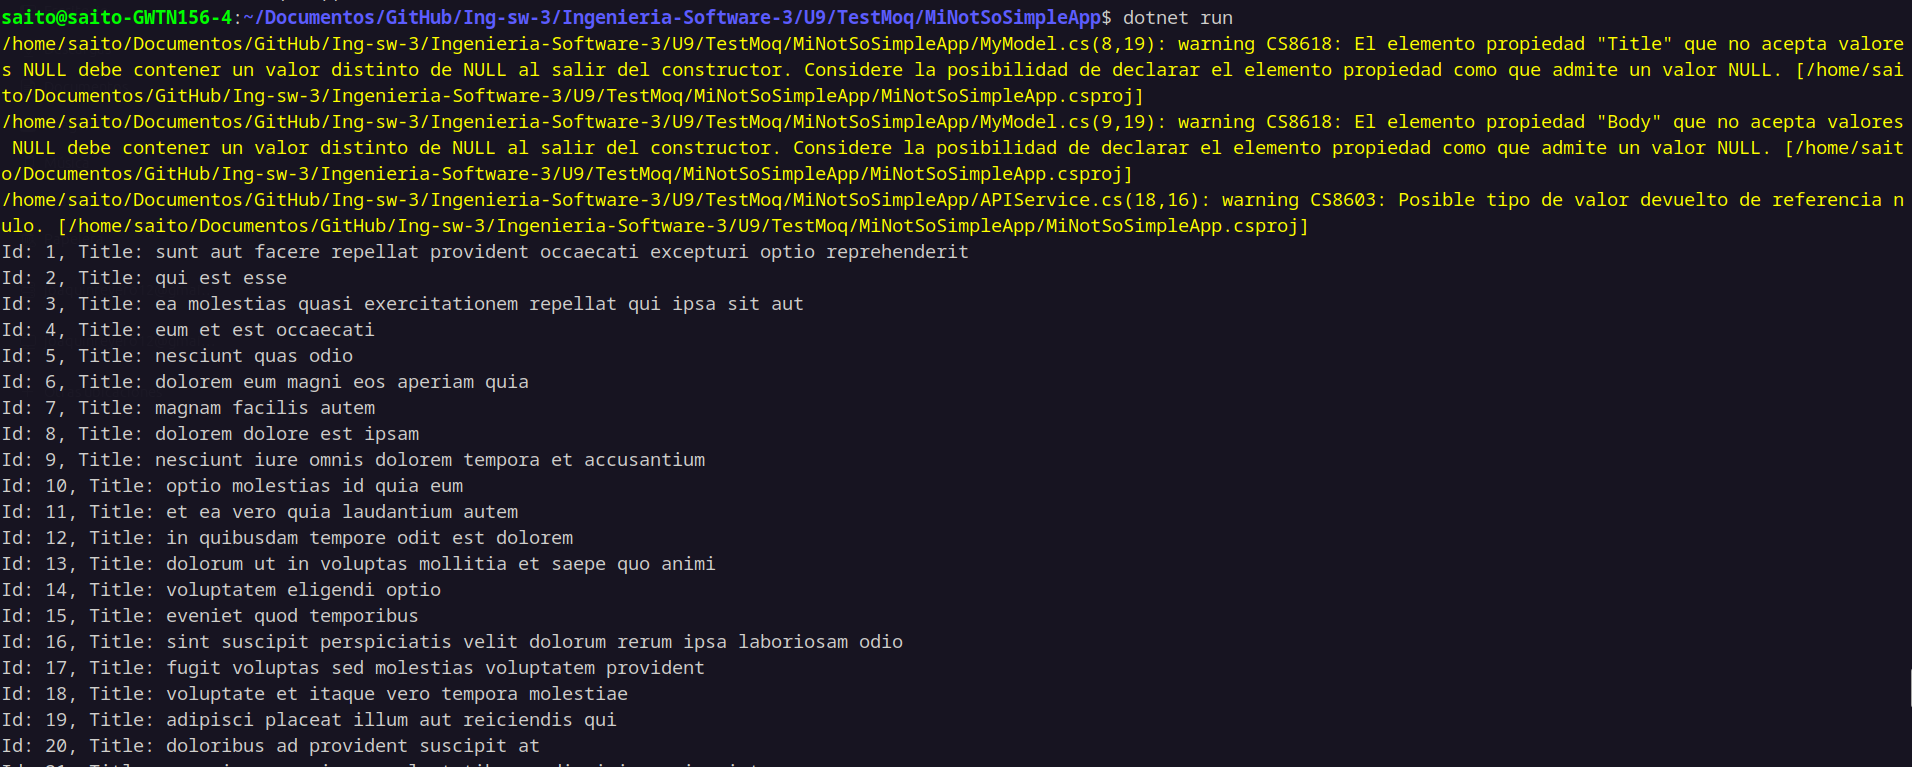 saito@saito-GWTN156-4:~/Documentos/GitHub/Ing-sw-3/Ingenieria-Software-3/U9/TestMoq/MiNotSoSimpleApp$ dotnet run
/home/saito/Documentos/GitHub/Ing-sw-3/Ingenieria-Software-3/U9/TestMoq/MiNotSoSimpleApp/MyModel.cs(8,19): warning CS8618: El elemento propiedad "Title" que no acepta valore
s NULL debe contener un valor distinto de NULL al salir del constructor. Considere la posibilidad de declarar el elemento propiedad como que admite un valor NULL. [/home/sai
to/Documentos/GitHub/Ing-sw-3/Ingenieria-Software-3/U9/TestMoq/MiNotSoSimpleApp/MiNotSoSimpleApp.csproj]
/home/saito/Documentos/GitHub/Ing-sw-3/Ingenieria-Software-3/U9/TestMoq/MiNotSoSimpleApp/MyModel.cs(9,19): warning CS8618: El elemento propiedad "Body" que no acepta valores
 NULL debe contener un valor distinto de NULL al salir del constructor. Considere la posibilidad de declarar el elemento propiedad como que admite un valor NULL. [/home/sait
o/Documentos/GitHub/Ing-sw-3/Ingenieria-Software-3/U9/TestMoq/MiNotSoSimpleApp/MiNotSoSimpleApp.csproj]
/home/saito/Documentos/GitHub/Ing-sw-3/Ingenieria-Software-3/U9/TestMoq/MiNotSoSimpleApp/APIService.cs(18,16): warning CS8603: Posible tipo de valor devuelto de referencia n
ulo. [/home/saito/Documentos/GitHub/Ing-sw-3/Ingenieria-Software-3/U9/TestMoq/MiNotSoSimpleApp/MiNotSoSimpleApp.csproj]
Id: 1, Title: sunt aut facere repellat provident occaecati excepturi optio reprehenderit
Id: 2, Title: qui est esse
Id: 3, Title: ea molestias quasi exercitationem repellat qui ipsa sit aut
Id: 4, Title: eum et est occaecati
Id: 5, Title: nesciunt quas odio
Id: 6, Title: dolorem eum magni eos aperiam quia
Id: 7, Title: magnam facilis autem
Id: 8, Title: dolorem dolore est ipsam
Id: 9, Title: nesciunt iure omnis dolorem tempora et accusantium
Id: 10, Title: optio molestias id quia eum
Id: 11, Title: et ea vero quia laudantium autem
Id: 12, Title: in quibusdam tempore odit est dolorem
Id: 13, Title: dolorum ut in voluptas mollitia et saepe quo animi
Id: 14, Title: voluptatem eligendi optio
Id: 15, Title: eveniet quod temporibus
Id: 16, Title: sint suscipit perspiciatis velit dolorum rerum ipsa laboriosam odio
Id: 17, Title: fugit voluptas sed molestias voluptatem provident
Id: 18, Title: voluptate et itaque vero tempora molestiae
Id: 19, Title: adipisci placeat illum aut reiciendis qui
Id: 20, Title: doloribus ad provident suscipit at